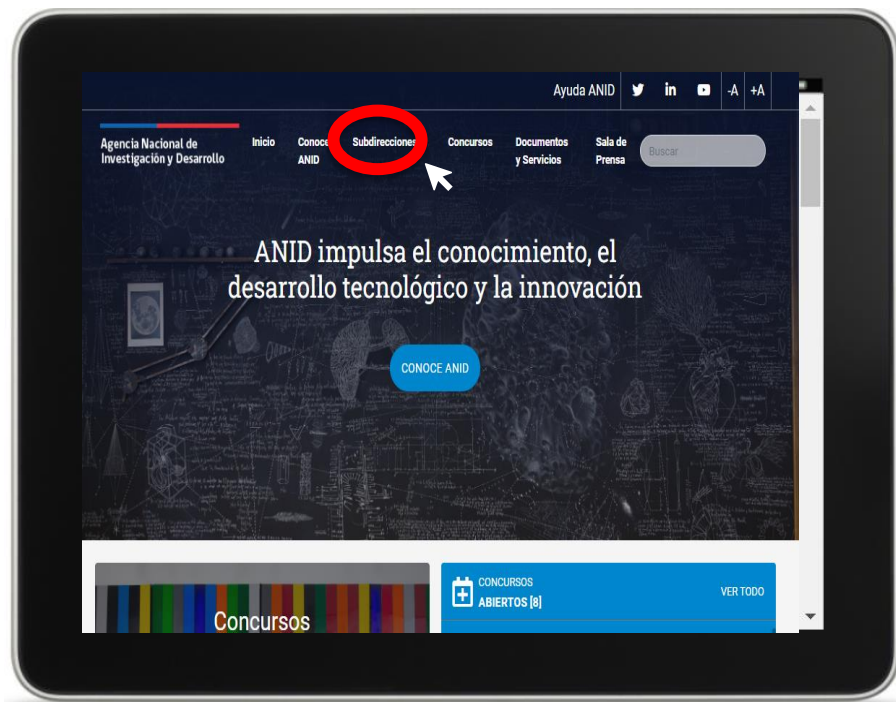 Ayuda ANID
-A
+A
Agencia Nacional de
Investigación y Desarrollo
Inicio
Conoce
ANID
Subdirecciones
Concursos
Documentos
y Servicios
Sala de
Prensa
Buscar
ANID impulsa el conocimiento, el
desarrollo tecnológico y la innovación
CONOCE ANID
Concursos
CONCURSOS
ABIERTOS [8]
VER TODO